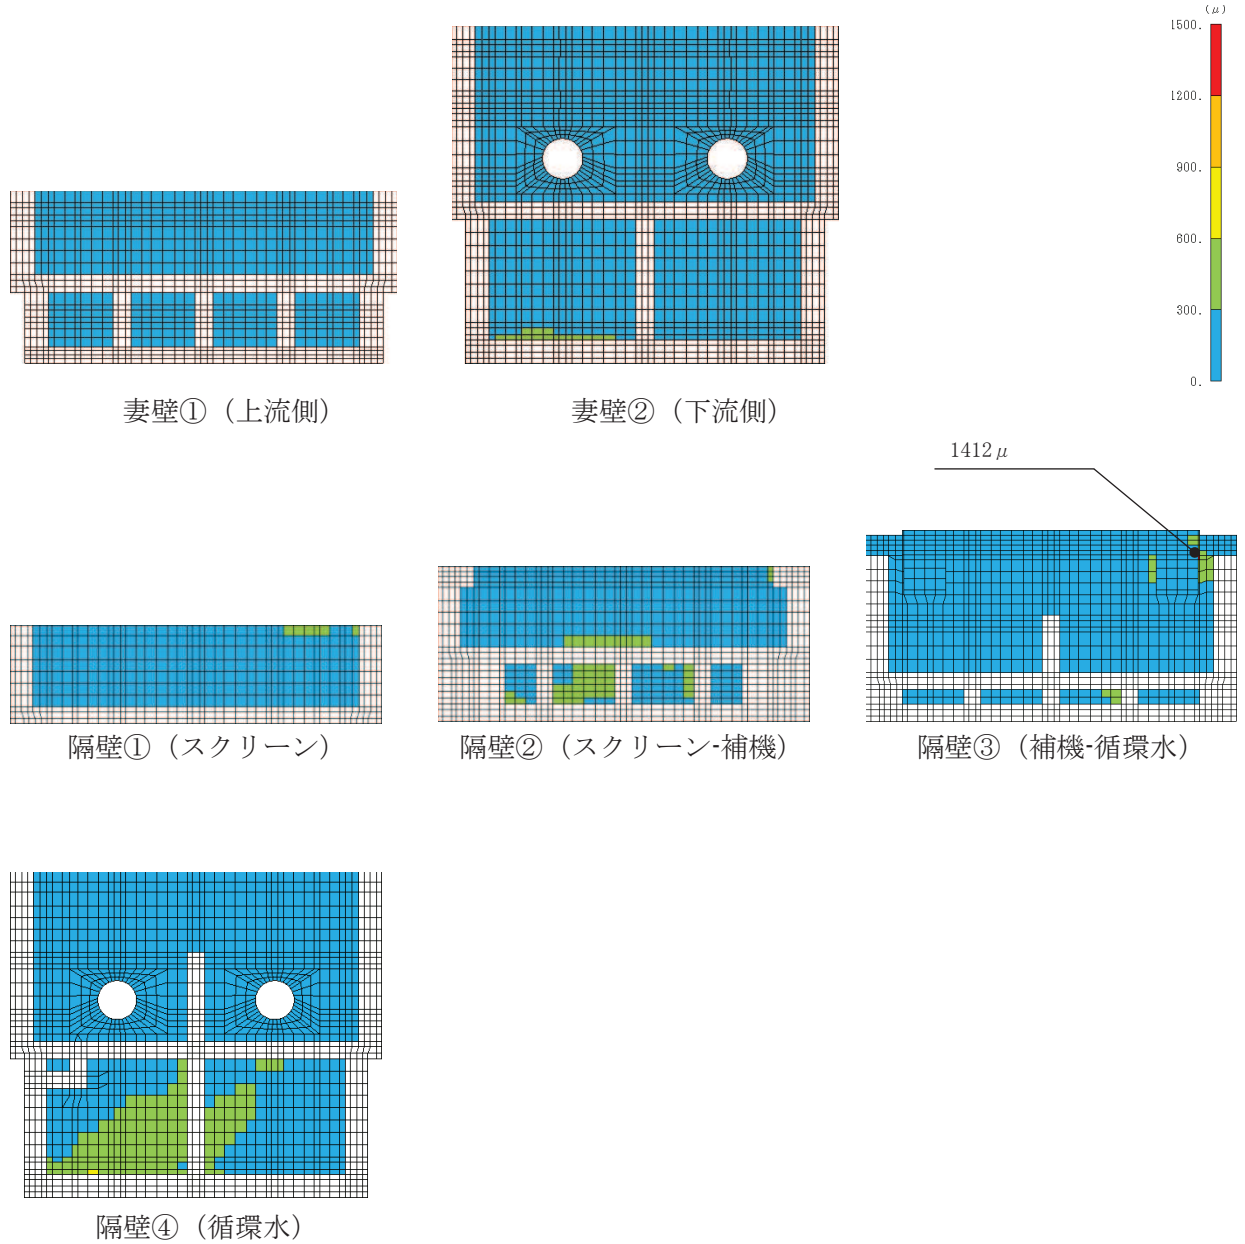 (μ)
1500.
1200.
900.
600.
300.
0.
妻壁①（上流側）
妻壁②（下流側）
1412μ
隔壁①（スクリーン）
隔壁②（スクリーン-補機）
隔壁③（補機-循環水）
隔壁④（循環水）